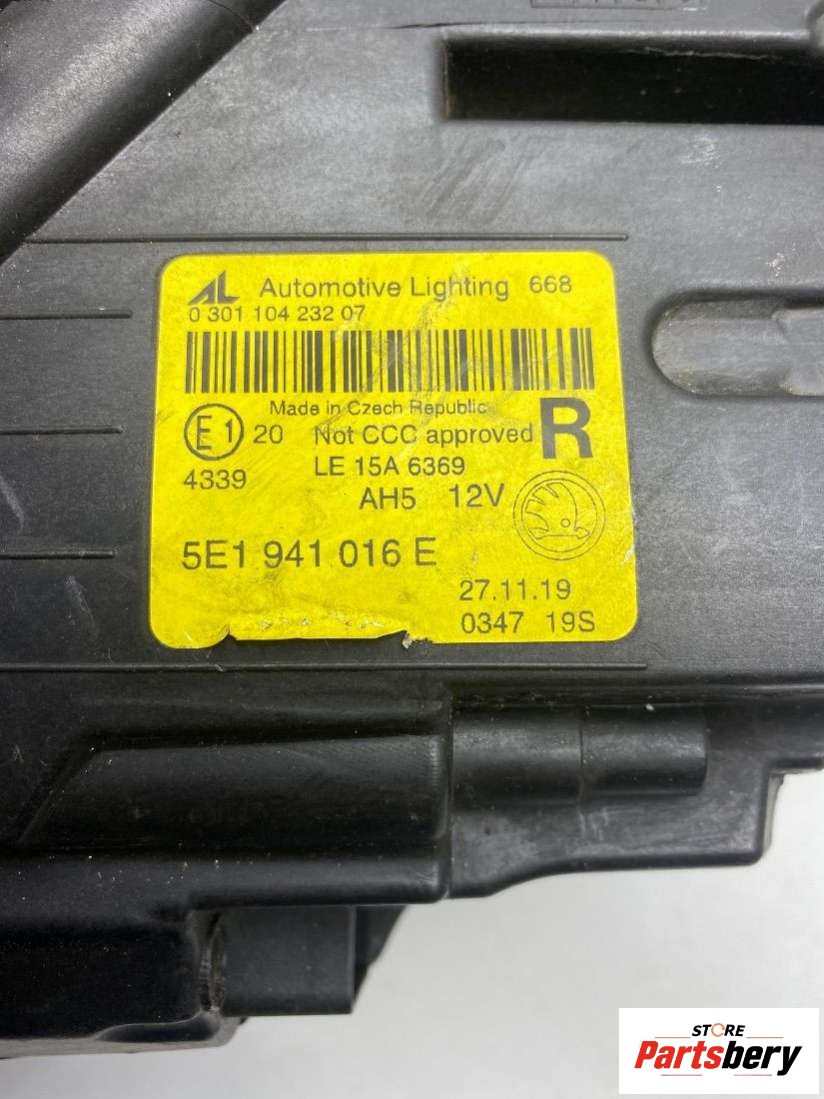 AL Automotive Lighting 668
0 301 104 232 07
Made in Czech Republic
E1 20 Not CCC approved R
4339 LE 15A 6369
AH5 12V
5E1 941 016 E
27.11.19
0347 19S
STORE
Partsbery